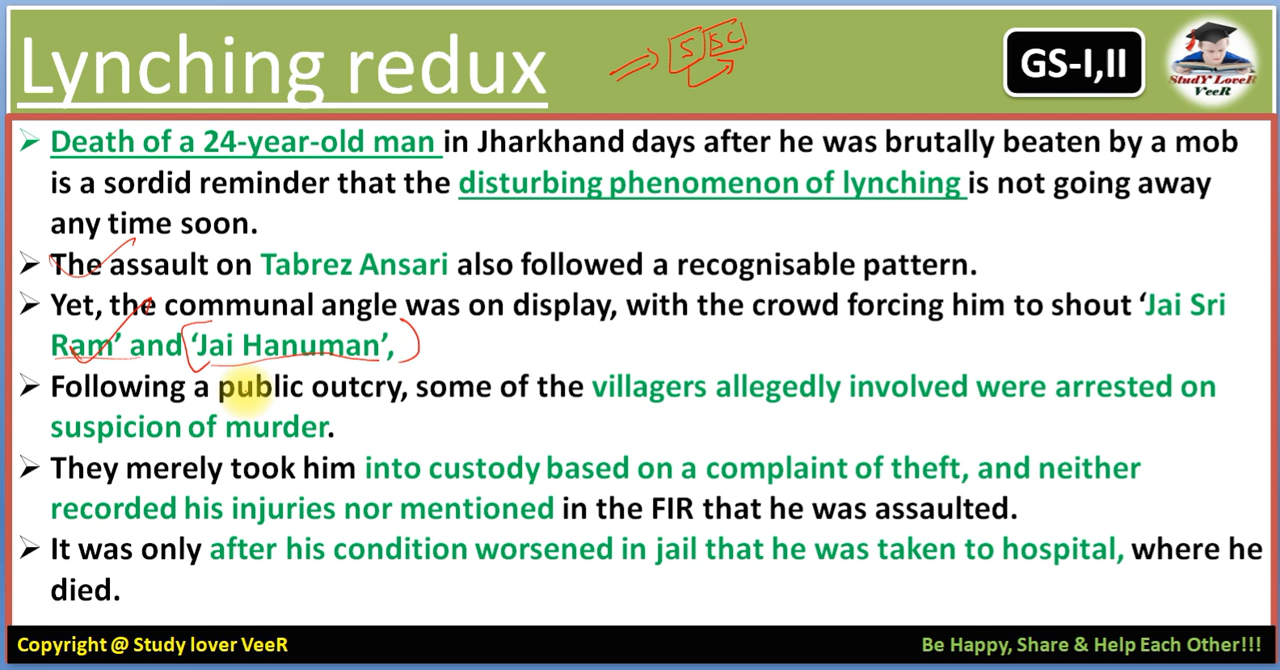 Lynching redux
S BC
GS-I,II
StudY LoveR
VeeR
Death of a 24-year-old man in Jharkhand days after he was brutally beaten by a mob
is a sordid reminder that the disturbing phenomenon of lynching is not going away
any time soon.
The assault on Tabrez Ansari also followed a recognisable pattern.
Yet, the communal angle was on display, with the crowd forcing him to shout ‘Jai Sri
Ram’ and ‘Jai Hanuman’,
Following a public outcry, some of the villagers allegedly involved were arrested on
suspicion of murder.
They merely took him into custody based on a complaint of theft, and neither
recorded his injuries nor mentioned in the FIR that he was assaulted.
It was only after his condition worsened in jail that he was taken to hospital, where he
died.
Copyright @ Study lover VeeR
Be Happy, Share & Help Each Other!!!